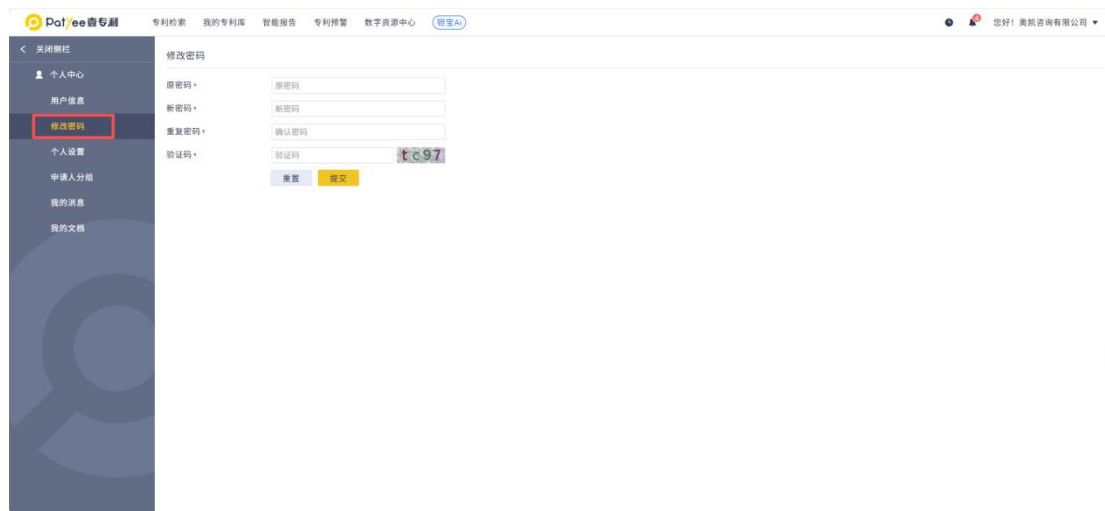 Patyee壹专利 专利检索 我的专利库 智能报告 专利预警 数字资源中心 钽宝Ai 4 您好！奥凯咨询有限公司 ▼
< 关闭侧栏
个人中心
用户信息
修改密码
个人设置
申请人分组
我的消息
我的文档
修改密码
原密码* 原密码
新密码* 新密码
重复密码* 确认密码
验证码* 验证码 tc97
重置 提交